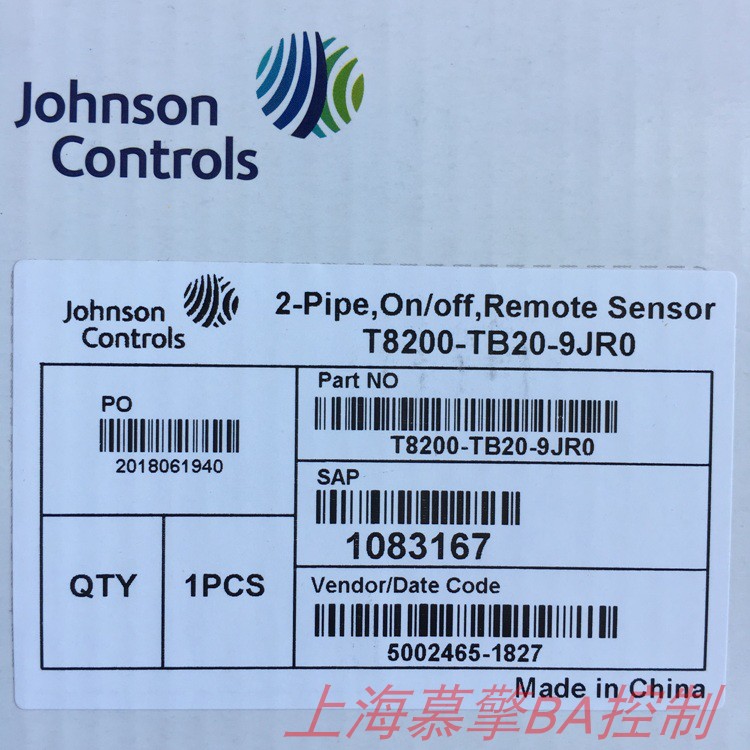 Johnson
Controls
Johnson
Controls
2-Pipe,On/off,Remote Sensor
T8200-TB20-9JR0
PO
2018061940
Part NO
T8200-TB20-9JR0
SAP
1083167
QTY
1PCS
Vendor/Date Code
5002465-1827
Made in China
上海慕擎BA控制